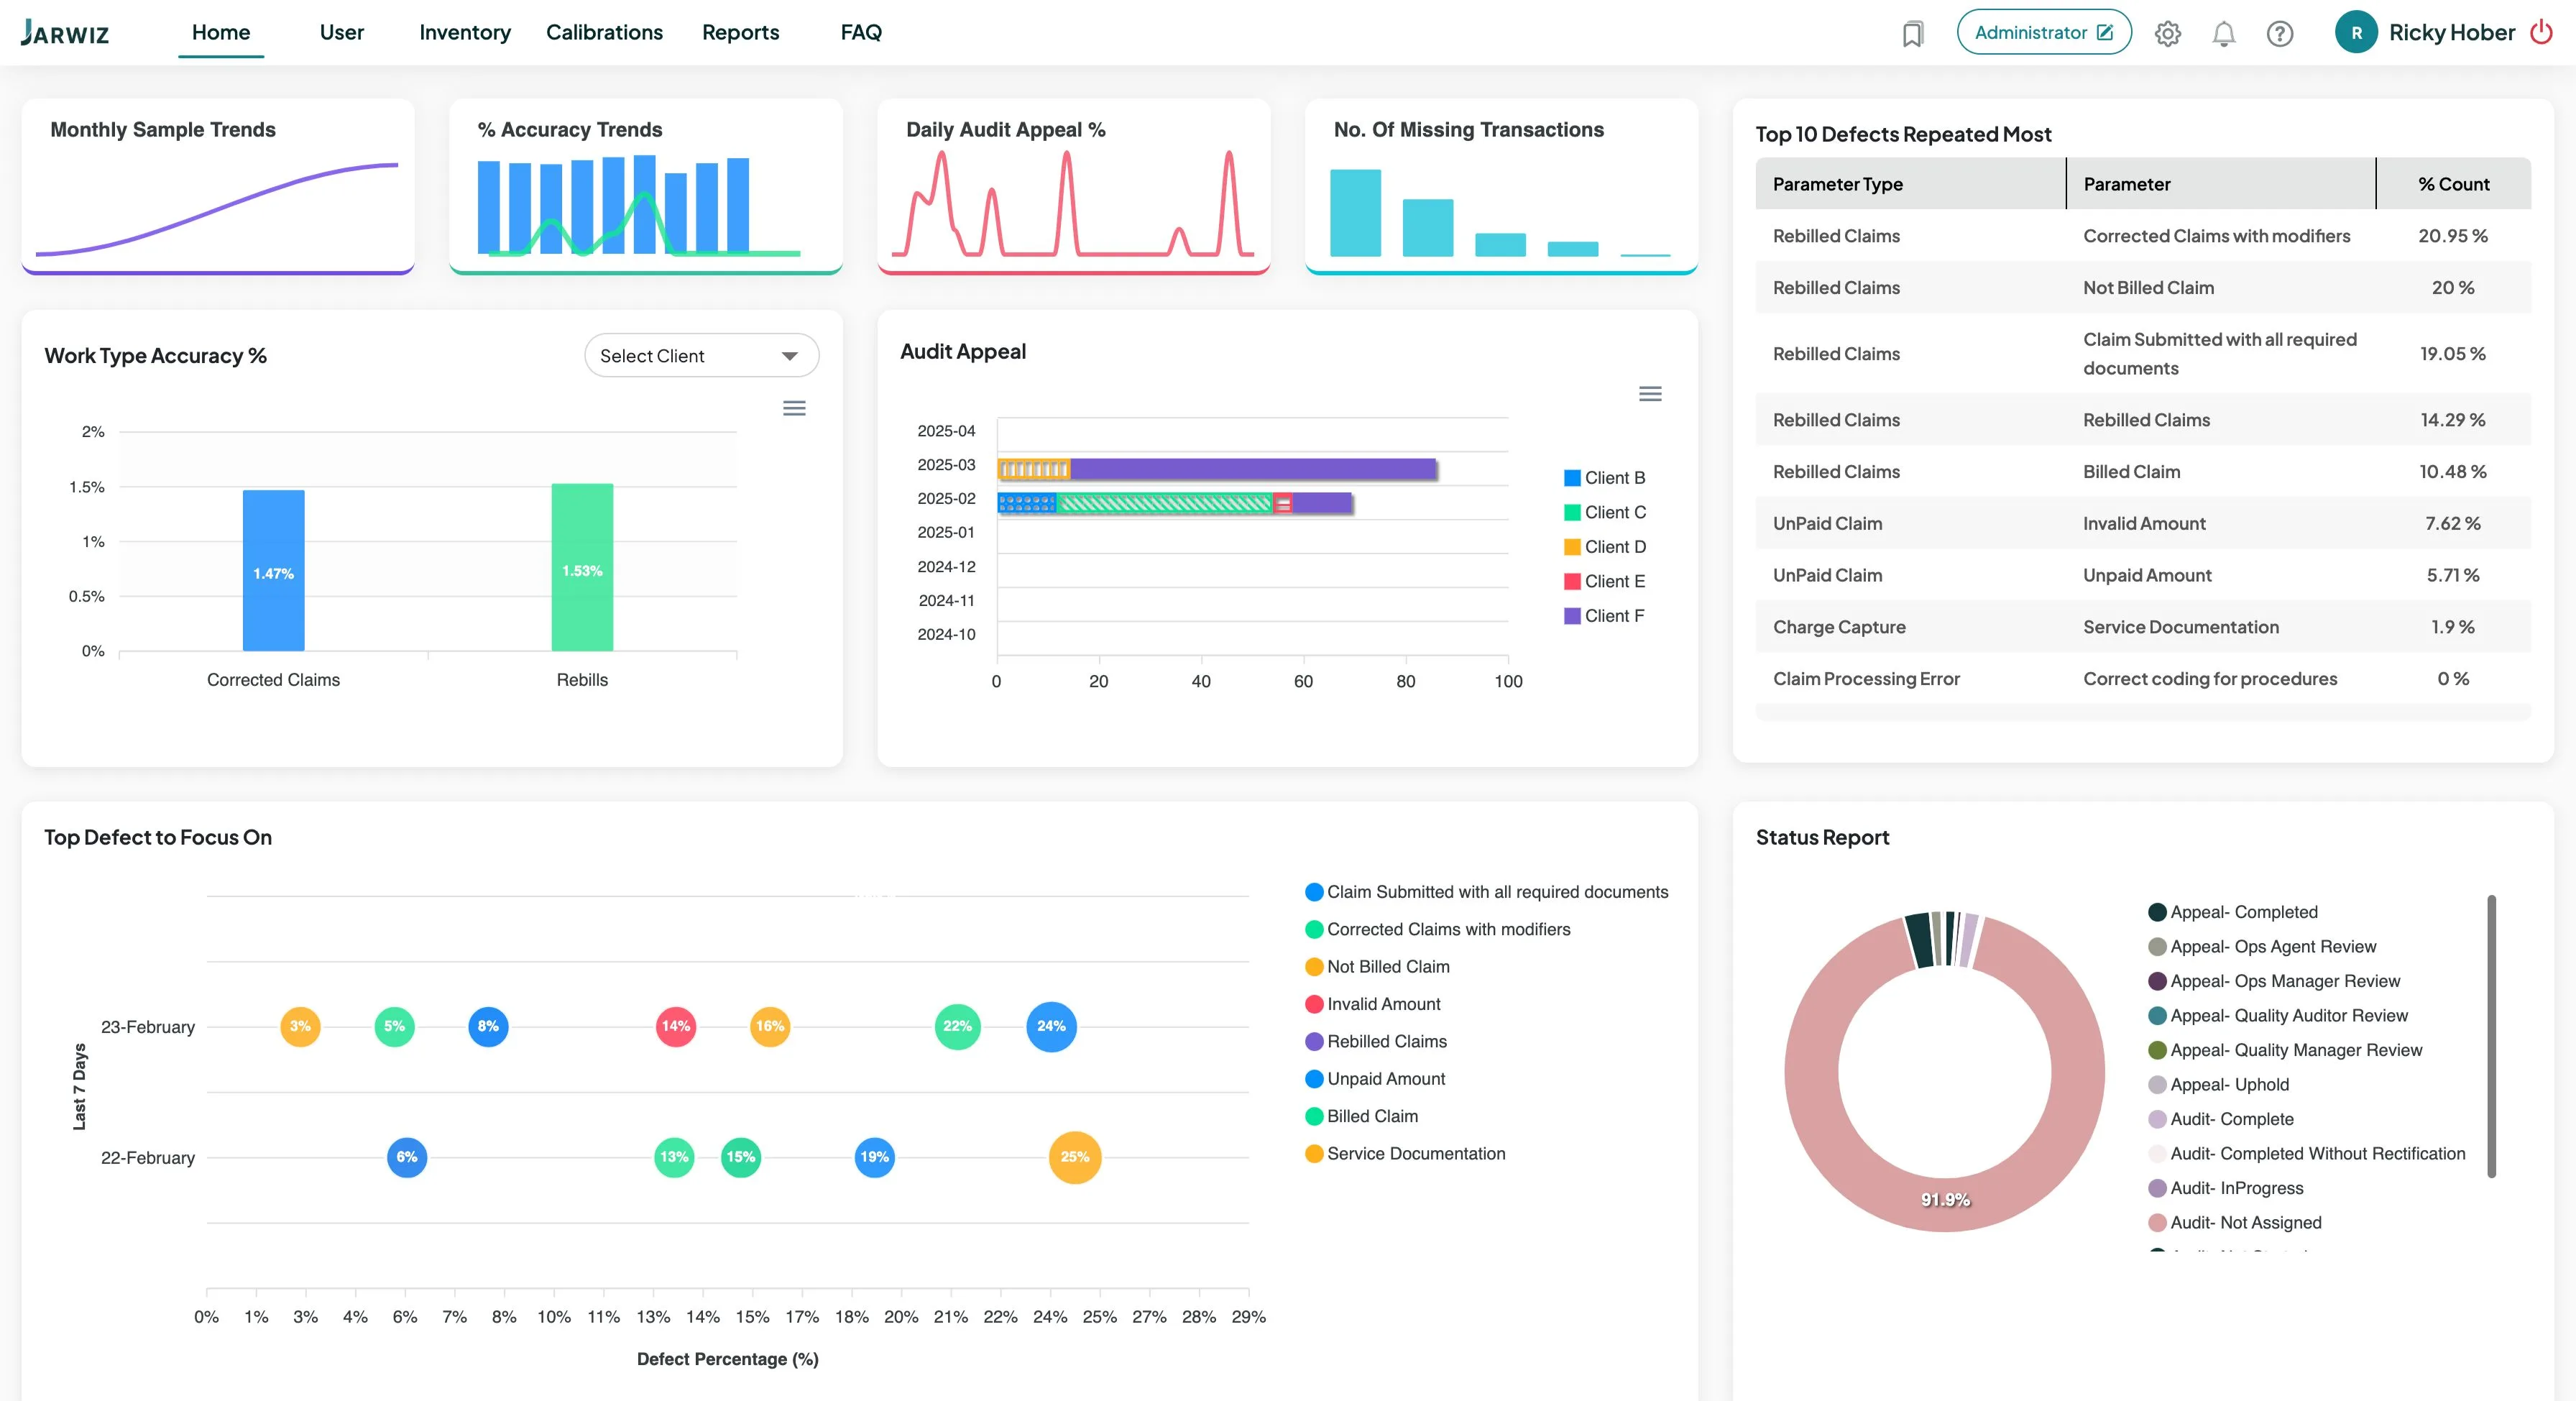 JARWIZ
Home
User
Inventory
Calibrations
Reports
FAQ
Administrator
R
Ricky Hober
Monthly Sample Trends
% Accuracy Trends
Daily Audit Appeal %
No. Of Missing Transactions
Top 10 Defects Repeated Most
Parameter Type Parameter % Count
Rebilled Claims Corrected Claims with modifiers 20.95 %
Rebilled Claims Not Billed Claim 20 %
Rebilled Claims Claim Submitted with all required documents 19.05 %
Rebilled Claims Rebilled Claims 14.29 %
Rebilled Claims Billed Claim 10.48 %
UnPaid Claim Invalid Amount 7.62 %
UnPaid Claim Unpaid Amount 5.71 %
Charge Capture Service Documentation 1.9 %
Claim Processing Error Correct coding for procedures 0 %
Work Type Accuracy %
Select Client
2%
1.5%
1%
0.5%
0%
1.47%
1.53%
Corrected Claims
Rebills
Audit Appeal
2025-04
2025-03
2025-02
2025-01
2024-12
2024-11
2024-10
0 20 40 60 80 100
Client B
Client C
Client D
Client E
Client F
Top Defect to Focus On
Last 7 Days
23-February
3% 5% 8% 14% 16% 22% 24%
22-February
6% 13% 15% 19% 25%
0% 1% 3% 4% 6% 7% 8% 10% 11% 13% 14% 15% 17% 18% 20% 21% 22% 24% 25% 27% 28% 29%
Defect Percentage (%)
Claim Submitted with all required documents
Corrected Claims with modifiers
Not Billed Claim
Invalid Amount
Rebilled Claims
Unpaid Amount
Billed Claim
Service Documentation
Status Report
91.9%
Appeal- Completed
Appeal- Ops Agent Review
Appeal- Ops Manager Review
Appeal- Quality Auditor Review
Appeal- Quality Manager Review
Appeal- Uphold
Audit- Complete
Audit- Completed Without Rectification
Audit- InProgress
Audit- Not Assigned